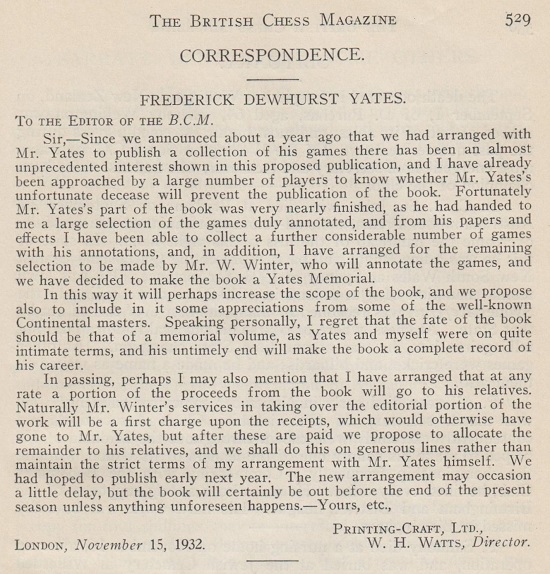 The British Chess Magazine 529
CORRESPONDENCE.
FREDERICK DEWHURST YATES.
To the Editor of the B.C.M.
Sir,—Since we announced about a year ago that we had arranged with
Mr. Yates to publish a collection of his games there has been an almost
unprecedented interest shown in this proposed publication, and I have already
been approached by a large number of players to know whether Mr. Yates's
unfortunate decease will prevent the publication of the book. Fortunately
Mr. Yates's part of the book was very nearly finished, as he had handed to
me a large selection of the games duly annotated, and from his papers and
effects I have been able to collect a further considerable number of games
with his annotations, and, in addition, I have arranged for the remaining
selection to be made by Mr. W. Winter, who will annotate the games, and
we have decided to make the book a Yates Memorial.
In this way it will perhaps increase the scope of the book, and we propose
also to include in it some appreciations from some of the well-known
Continental masters. Speaking personally, I regret that the fate of the book
should be that of a memorial volume, as Yates and myself were on quite
intimate terms, and his untimely end will make the book a complete record of
his career.
In passing, perhaps I may also mention that I have arranged that at any
rate a portion of the proceeds from the book will go to his relatives.
Naturally Mr. Winter's services in taking over the editorial portion of the
work will be a first charge upon the receipts, which would otherwise have
gone to Mr. Yates, but after these are paid we propose to allocate the
remainder to his relatives, and we shall do this on generous lines rather than
maintain the strict terms of my arrangement with Mr. Yates himself. We
had hoped to publish early next year. The new arrangement may occasion
a little delay, but the book will certainly be out before the end of the present
season unless anything unforeseen happens.—Yours, etc.,
Printing-Craft, Ltd.,
London, November 15, 1932. W. H. Watts, Director.